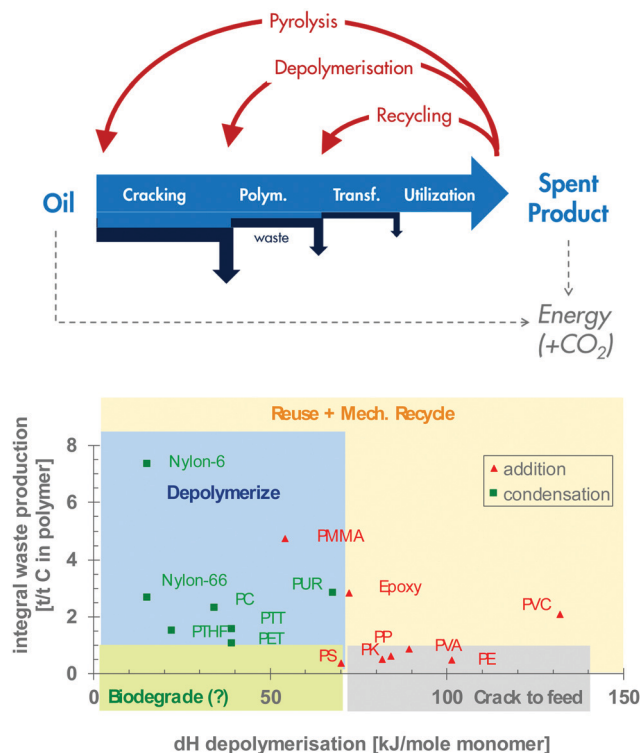 Pyrolysis
Depolymerisation
Recycling
Oil
Cracking
Polym.
Transf.
Utilization
Spent
Product
waste
Energy
(+CO₂)
Reuse + Mech. Recycle
integral waste production
[t/t C in polymer]
8
6
4
2
0
Nylon-6
Depolymerize
addition
condensation
PMMA
Nylon-66
PUR
Epoxy
PC
PVC
PTT
PTHF
PET
PP
PVA
PS
PK
PE
Biodegrade (?)
Crack to feed
0
50
100
150
dH depolymerisation [kJ/mole monomer]